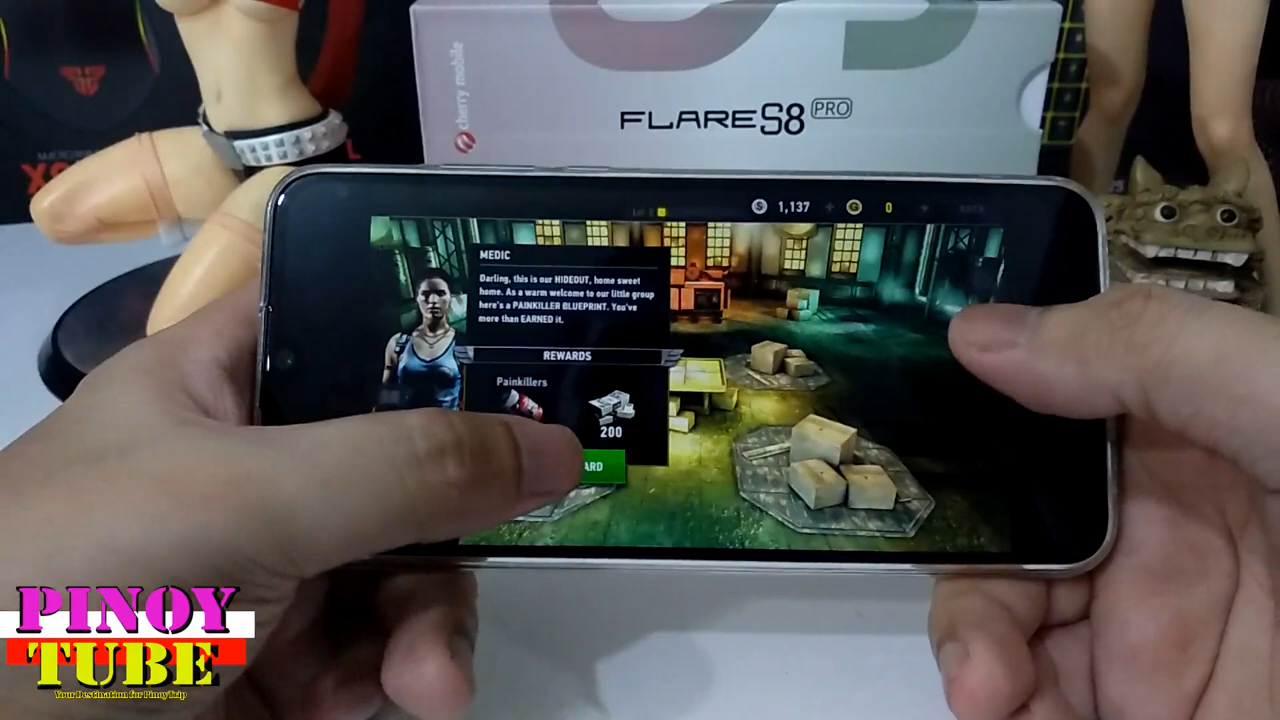 cherry mobile
FLARE S8 PRO
1,137
0
MEDIC
Darling, this is our HIDEOUT, home sweet
home. As a warm welcome to our little group
here's a PAINKILLER BLUEPRINT. You've
more than EARNED it.
REWARDS
Painkillers
200
ARD
PINOY
TUBE
Your Destination for PinoyTrip